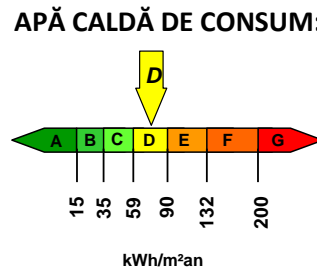 APĂ CALDĂ DE CONSUM:
D
A B C D E F G
15 35 59 90 132 200
kWh/m²an